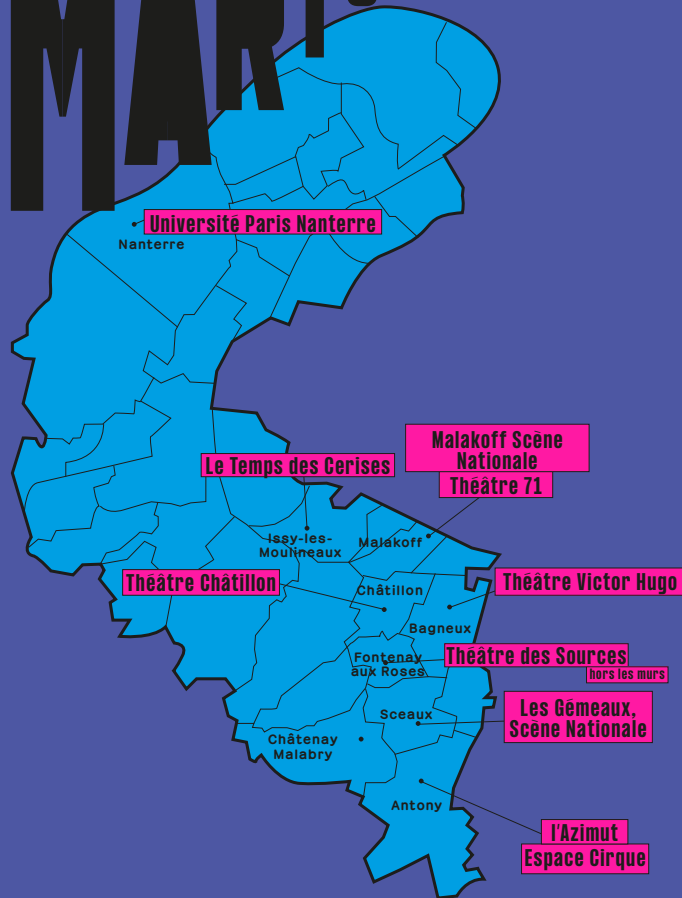 MARI
Université Paris Nanterre
Nanterre
Malakoff Scène
Nationale
Théâtre 71
Le Temps des Cerises
Issy-les-
Moulineaux
Malakoff
Théâtre Châtillon
Châtillon
Théâtre Victor Hugo
Bagneux
Théâtre des Sources
hors les murs
Fontenay
aux Roses
Les Gémeaux,
Scène Nationale
Sceaux
Châtenay
Malabry
Antony
l'Azimut
Espace Cirque